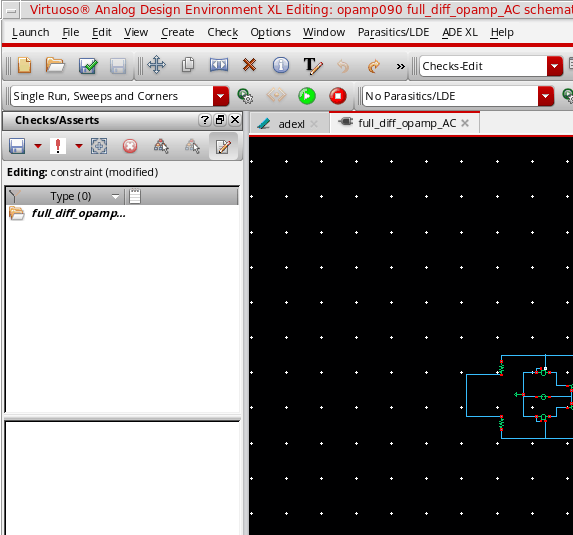 Virtuoso® Analog Design Environment XL Editing: opamp090 full_diff_opamp_AC schemat
Launch File Edit View Create Check Options Window Parasitics/LDE ADE XL Help
» Checks-Edit
Single Run, Sweeps and Corners No Parasitics/LDE
Checks/Asserts
adexl full_diff_opamp_AC
Editing: constraint (modified)
Type (0)
full_diff_opamp...